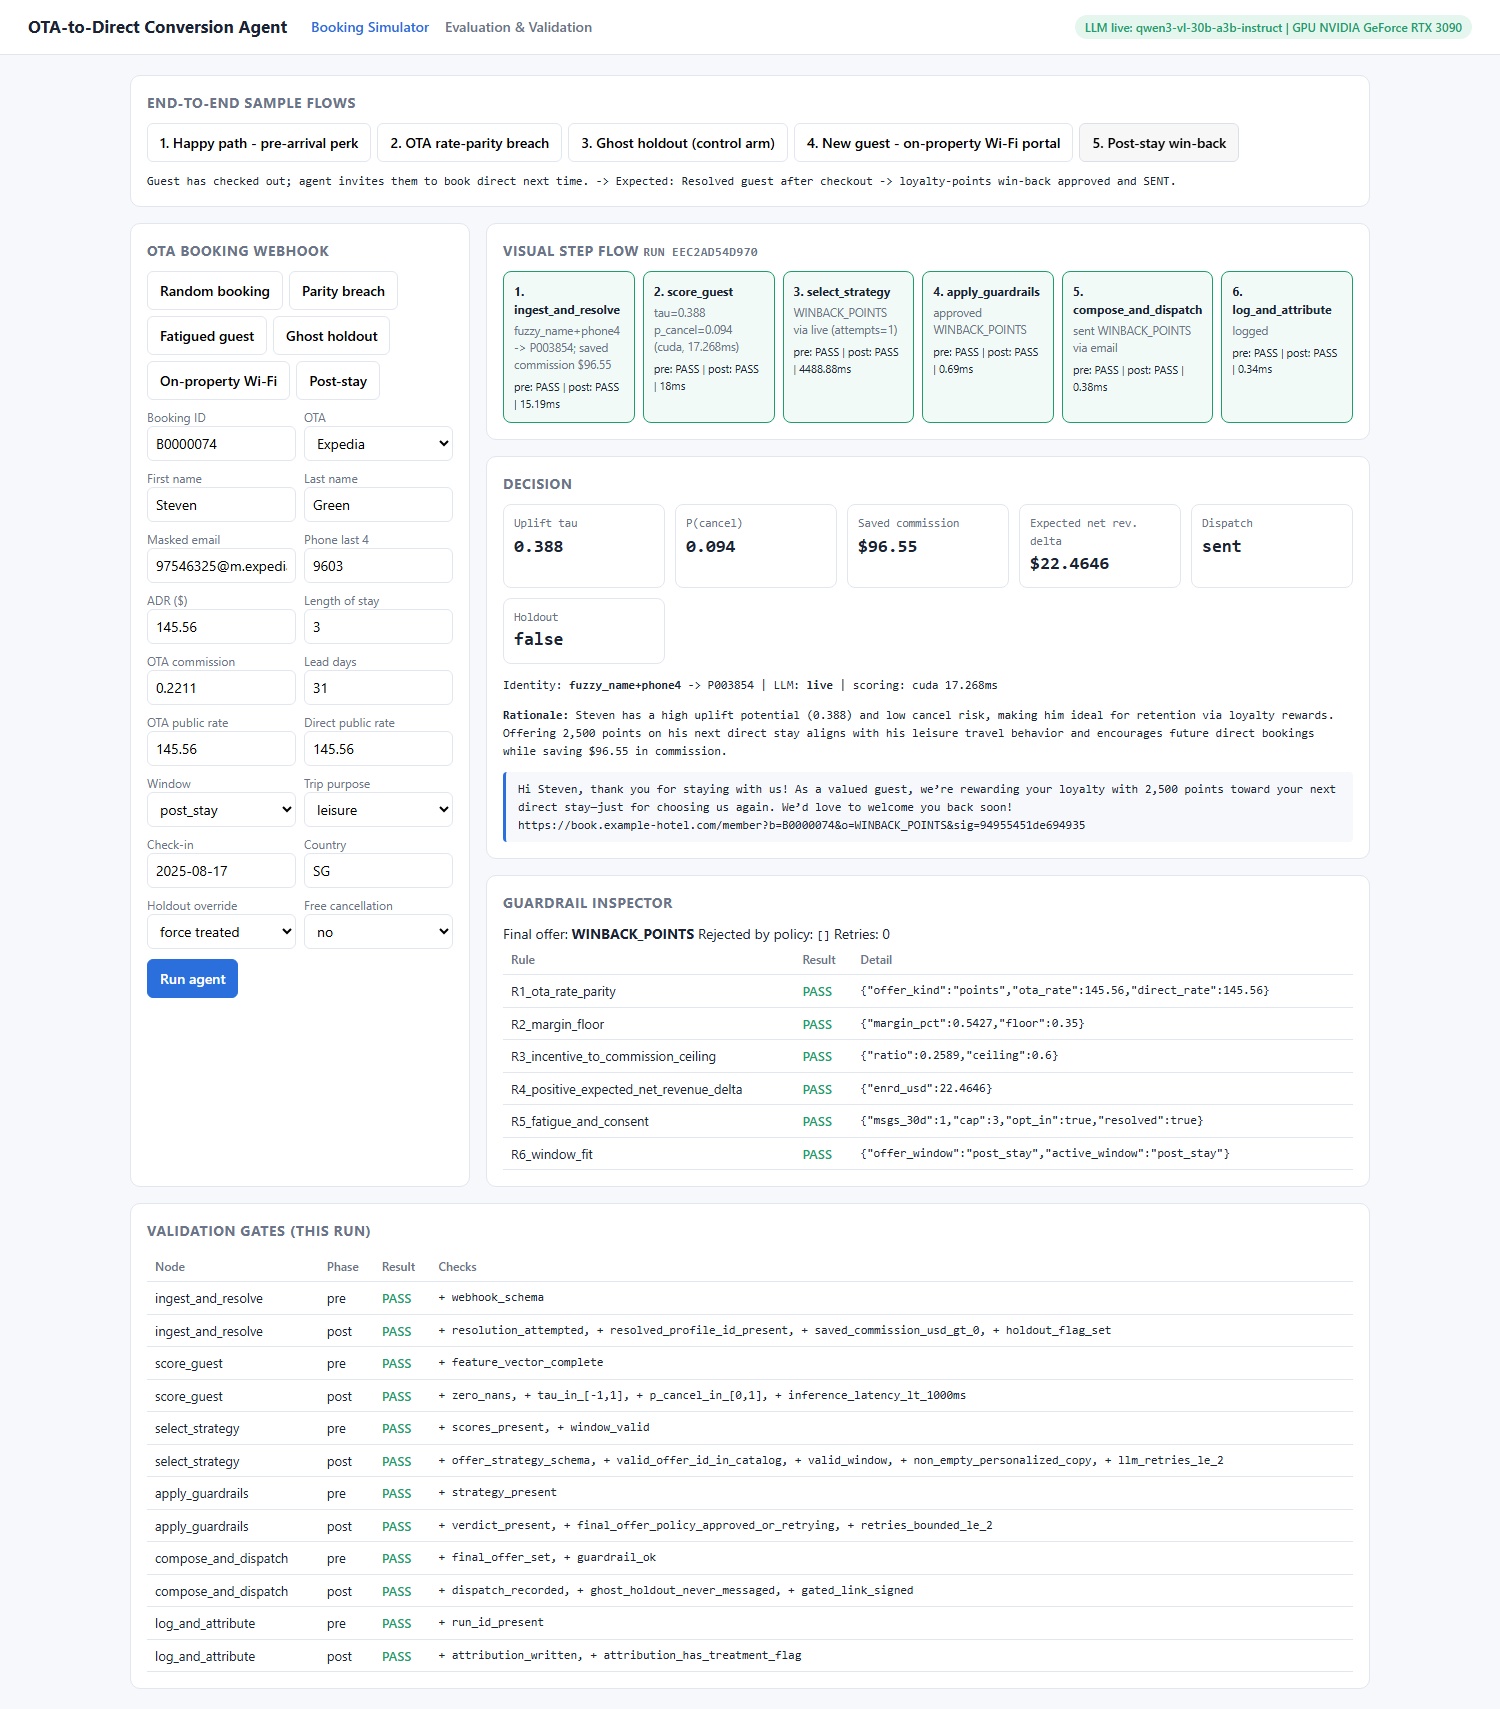 OTA-to-Direct Conversion Agent Booking Simulator Evaluation & Validation LLM live: qwen3-vl-30b-a3b-instruct | GPU NVIDIA GeForce RTX 3090
END-TO-END SAMPLE FLOWS
1. Happy path - pre-arrival perk 2. OTA rate-parity breach 3. Ghost holdout (control arm) 4. New guest - on-property Wi-Fi portal 5. Post-stay win-back
Guest has checked out; agent invites them to book direct next time. -> Expected: Resolved guest after checkout -> loyalty-points win-back approved and SENT.
OTA BOOKING WEBHOOK
Random booking Parity breach
Fatigued guest Ghost holdout
On-property Wi-Fi Post-stay
Booking ID OTA
B0000074 Expedia
First name Last name
Steven Green
Masked email Phone last 4
97546325@m.expedi 9603
ADR ($) Length of stay
145.56 3
OTA commission Lead days
0.2211 31
OTA public rate Direct public rate
145.56 145.56
Window Trip purpose
post_stay leisure
Check-in Country
2025-08-17 SG
Holdout override Free cancellation
force treated no
Run agent
VISUAL STEP FLOW RUN EEC2AD54D970
1.
ingest_and_resolve
fuzzy_name+phone4
-> P003854; saved
commission $96.55
pre: PASS | post: PASS
| 15.19ms
2. score_guest
tau=0.388
p_cancel=0.094
(cuda, 17.268ms)
pre: PASS | post: PASS
| 18ms
3. select_strategy
WINBACK_POINTS
via live (attempts=1)
pre: PASS | post: PASS
| 4488.88ms
4. apply_guardrails
approved
WINBACK_POINTS
pre: PASS | post: PASS
| 0.69ms
5.
compose_and_dispatch
sent WINBACK_POINTS
via email
pre: PASS | post: PASS |
0.38ms
6.
log_and_attribute
logged
pre: PASS | post: PASS
| 0.34ms
DECISION
Uplift tau
0.388
P(cancel)
0.094
Saved commission
$96.55
Expected net rev.
delta
$22.4646
Dispatch
sent
Holdout
false
Identity: fuzzy_name+phone4 -> P003854 | LLM: live | scoring: cuda 17.268ms
Rationale: Steven has a high uplift potential (0.388) and low cancel risk, making him ideal for retention via loyalty rewards.
Offering 2,500 points on his next direct stay aligns with his leisure travel behavior and encourages future direct bookings
while saving $96.55 in commission.
Hi Steven, thank you for staying with us! As a valued guest, we’re rewarding your loyalty with 2,500 points toward your next
direct stay—just for choosing us again. We’d love to welcome you back soon!
https://book.example-hotel.com/member?b=B0000074&o=WINBACK_POINTS&sig=94955451de694935
GUARDRAIL INSPECTOR
Final offer: WINBACK_POINTS Rejected by policy: [] Retries: 0
Rule Result Detail
R1_ota_rate_parity PASS {"offer_kind":"points","ota_rate":145.56,"direct_rate":145.56}
R2_margin_floor PASS {"margin_pct":0.5427,"floor":0.35}
R3_incentive_to_commission_ceiling PASS {"ratio":0.2589,"ceiling":0.6}
R4_positive_expected_net_revenue_delta PASS {"enrd_usd":22.4646}
R5_fatigue_and_consent PASS {"msgs_30d":1,"cap":3,"opt_in":true,"resolved":true}
R6_window_fit PASS {"offer_window":"post_stay","active_window":"post_stay"}
VALIDATION GATES (THIS RUN)
Node Phase Result Checks
ingest_and_resolve pre PASS + webhook_schema
ingest_and_resolve post PASS + resolution_attempted, + resolved_profile_id_present, + saved_commission_usd_gt_0, + holdout_flag_set
score_guest pre PASS + feature_vector_complete
score_guest post PASS + zero_nans, + tau_in_[-1,1], + p_cancel_in_[0,1], + inference_latency_lt_1000ms
select_strategy pre PASS + scores_present, + window_valid
select_strategy post PASS + offer_strategy_schema, + valid_offer_id_in_catalog, + valid_window, + non_empty_personalized_copy, + llm_retries_le_2
apply_guardrails pre PASS + strategy_present
apply_guardrails post PASS + verdict_present, + final_offer_policy_approved_or_retrying, + retries_bounded_le_2
compose_and_dispatch pre PASS + final_offer_set, + guardrail_ok
compose_and_dispatch post PASS + dispatch_recorded, + ghost_holdout_never_messaged, + gated_link_signed
log_and_attribute pre PASS + run_id_present
log_and_attribute post PASS + attribution_written, + attribution_has_treatment_flag